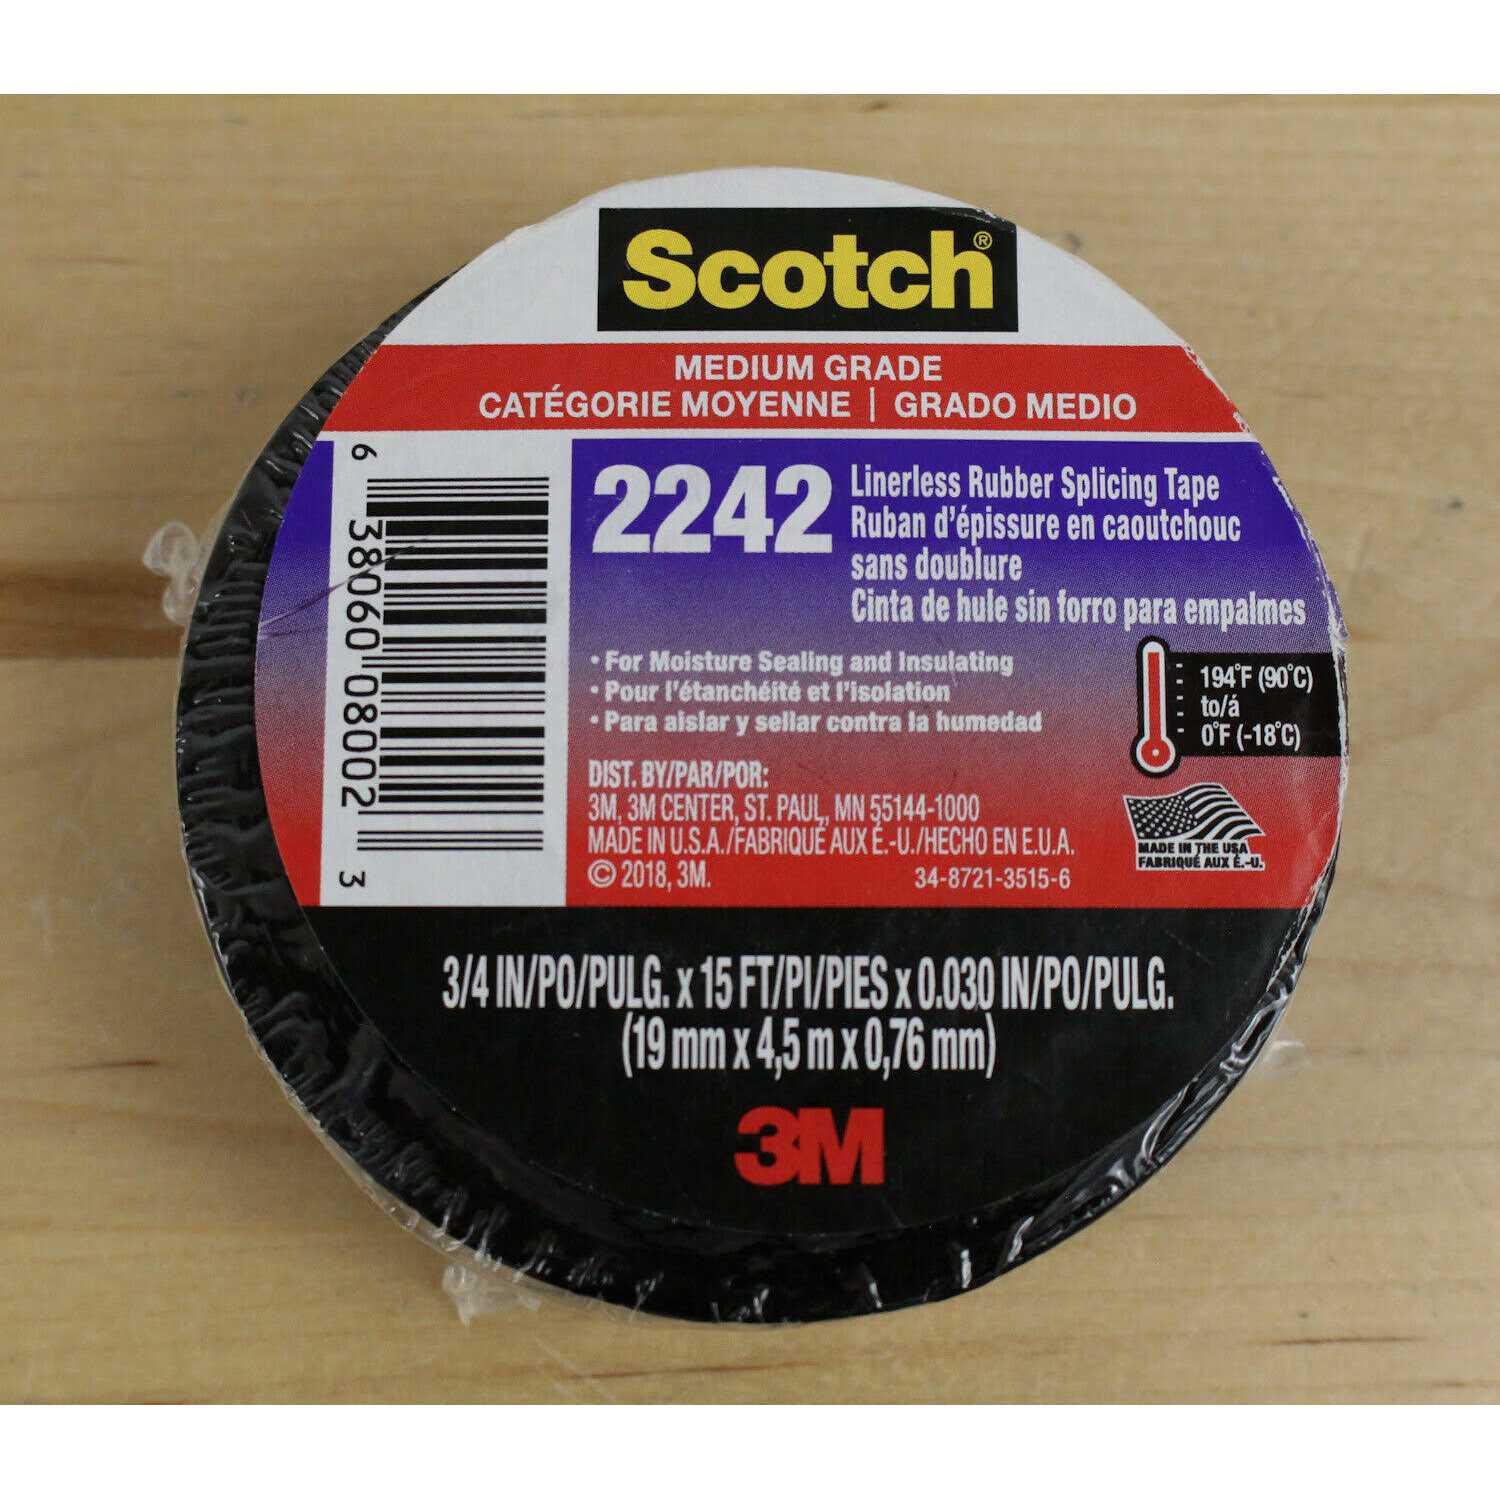 Scotch®
MEDIUM GRADE
CATÉGORIE MOYENNE | GRADO MEDIO
6 38060 08002 3
2242
Linerless Rubber Splicing Tape
Ruban d'épissure en caoutchouc
sans doublure
Cinta de hule sin forro para empalmes
• For Moisture Sealing and Insulating
• Pour l'étanchéité et l'isolation
• Para aislar y sellar contra la humedad
194°F (90°C)
to/á
0°F (-18°C)
DIST. BY/PAR/POR:
3M, 3M CENTER, ST. PAUL, MN 55144-1000
MADE IN U.S.A./FABRIQUÉ AUX É.-U./HECHO EN E.U.A.
© 2018, 3M.
34-8721-3515-6
MADE IN THE USA
FABRIQUÉ AUX É.-U.
3/4 IN/PO/PULG. x 15 FT/PI/PIES x 0.030 IN/PO/PULG.
(19 mm x 4,5 m x 0,76 mm)
3M